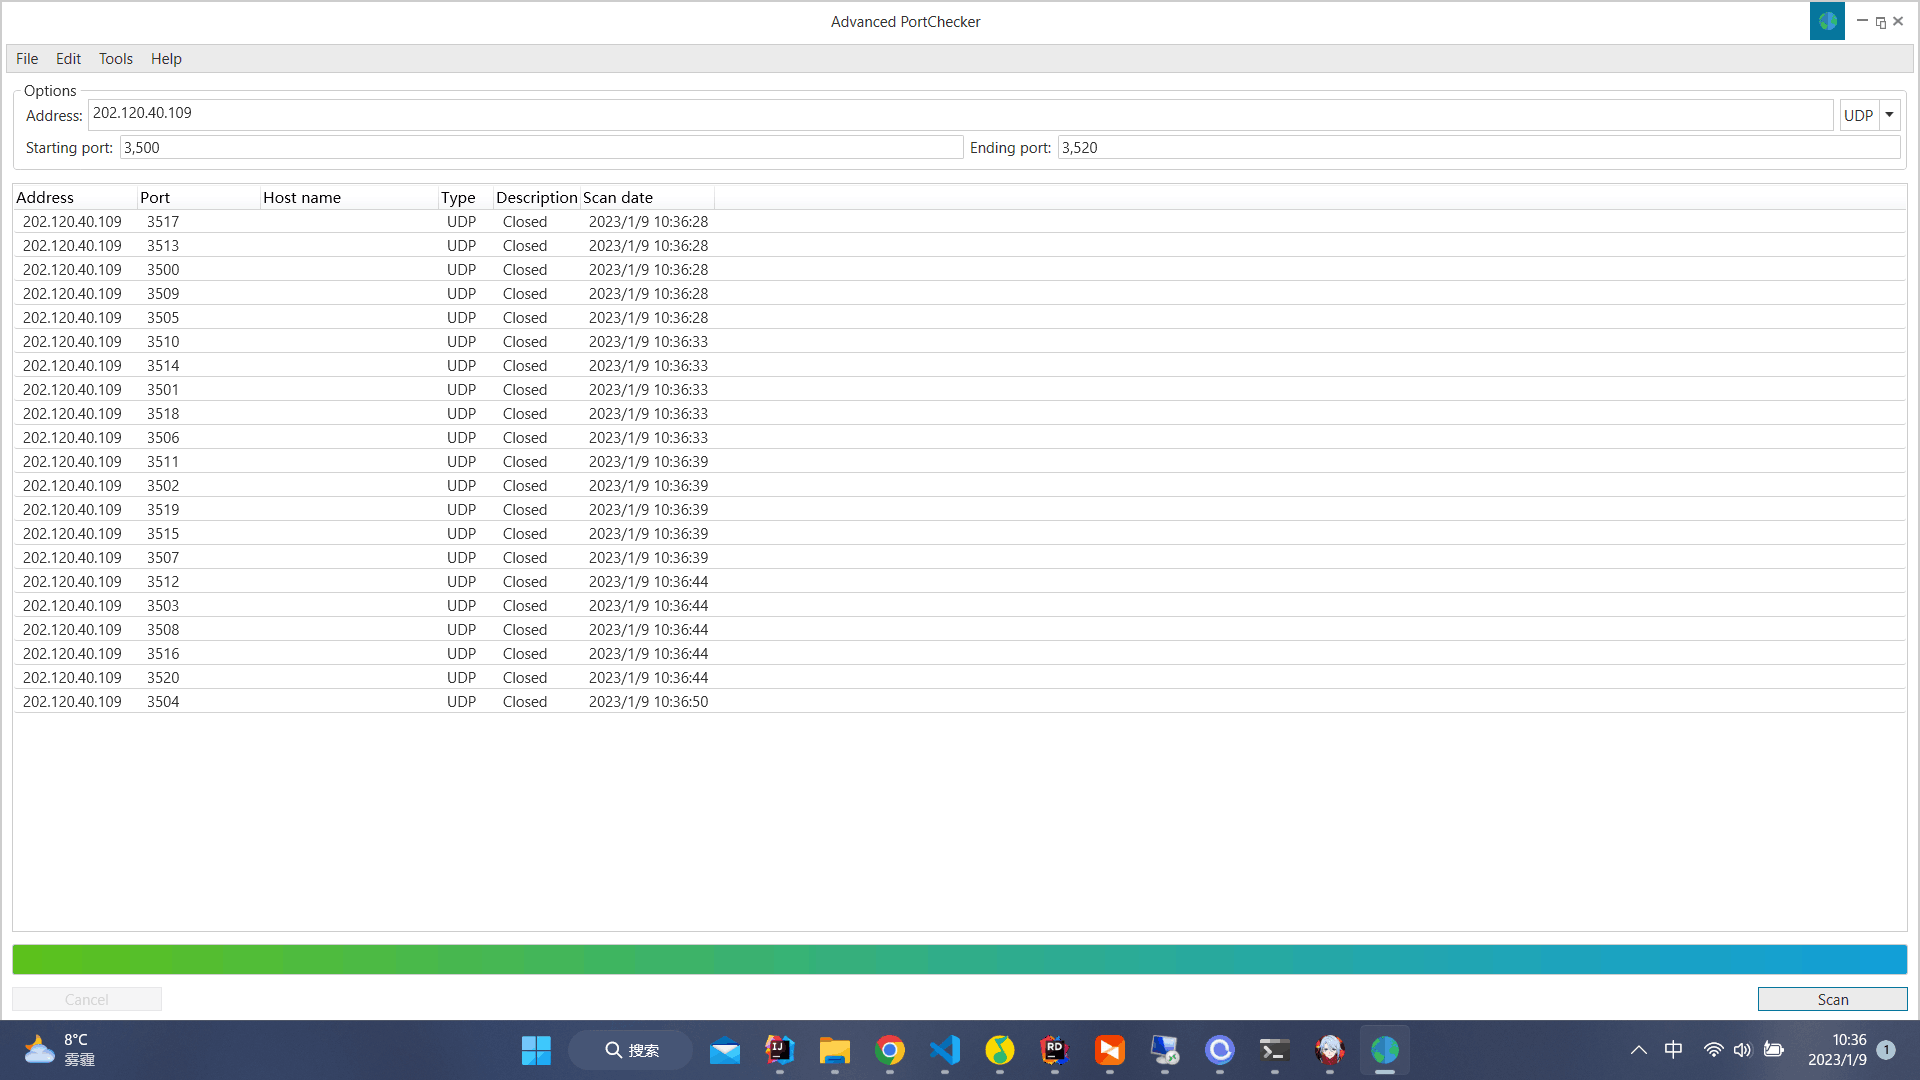 Advanced PortChecker
File Edit Tools Help
Options
Address: 202.120.40.109 UDP
Starting port: 3,500 Ending port: 3,520
Address Port Host name Type Description Scan date
202.120.40.109 3517 UDP Closed 2023/1/9 10:36:28
202.120.40.109 3513 UDP Closed 2023/1/9 10:36:28
202.120.40.109 3500 UDP Closed 2023/1/9 10:36:28
202.120.40.109 3509 UDP Closed 2023/1/9 10:36:28
202.120.40.109 3505 UDP Closed 2023/1/9 10:36:28
202.120.40.109 3510 UDP Closed 2023/1/9 10:36:33
202.120.40.109 3514 UDP Closed 2023/1/9 10:36:33
202.120.40.109 3501 UDP Closed 2023/1/9 10:36:33
202.120.40.109 3518 UDP Closed 2023/1/9 10:36:33
202.120.40.109 3506 UDP Closed 2023/1/9 10:36:33
202.120.40.109 3511 UDP Closed 2023/1/9 10:36:39
202.120.40.109 3502 UDP Closed 2023/1/9 10:36:39
202.120.40.109 3519 UDP Closed 2023/1/9 10:36:39
202.120.40.109 3515 UDP Closed 2023/1/9 10:36:39
202.120.40.109 3507 UDP Closed 2023/1/9 10:36:39
202.120.40.109 3512 UDP Closed 2023/1/9 10:36:44
202.120.40.109 3503 UDP Closed 2023/1/9 10:36:44
202.120.40.109 3508 UDP Closed 2023/1/9 10:36:44
202.120.40.109 3516 UDP Closed 2023/1/9 10:36:44
202.120.40.109 3520 UDP Closed 2023/1/9 10:36:44
202.120.40.109 3504 UDP Closed 2023/1/9 10:36:50
Cancel Scan
8°C
雾霾
搜索
IJ
RD
中
10:36
2023/1/9
1